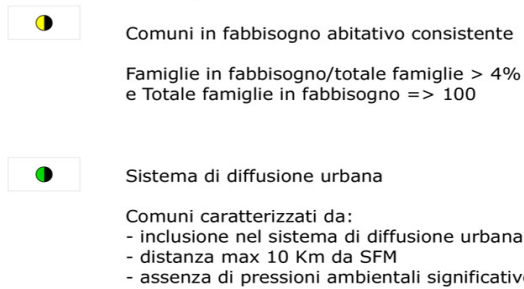 Comuni in fabbisogno abitativo consistente
Famiglie in fabbisogno/totale famiglie > 4%
e Totale famiglie in fabbisogno => 100
Sistema di diffusione urbana
Comuni caratterizzati da:
- inclusione nel sistema di diffusione urbana
- distanza max 10 Km da SFM
- assenza di pressioni ambientali significative